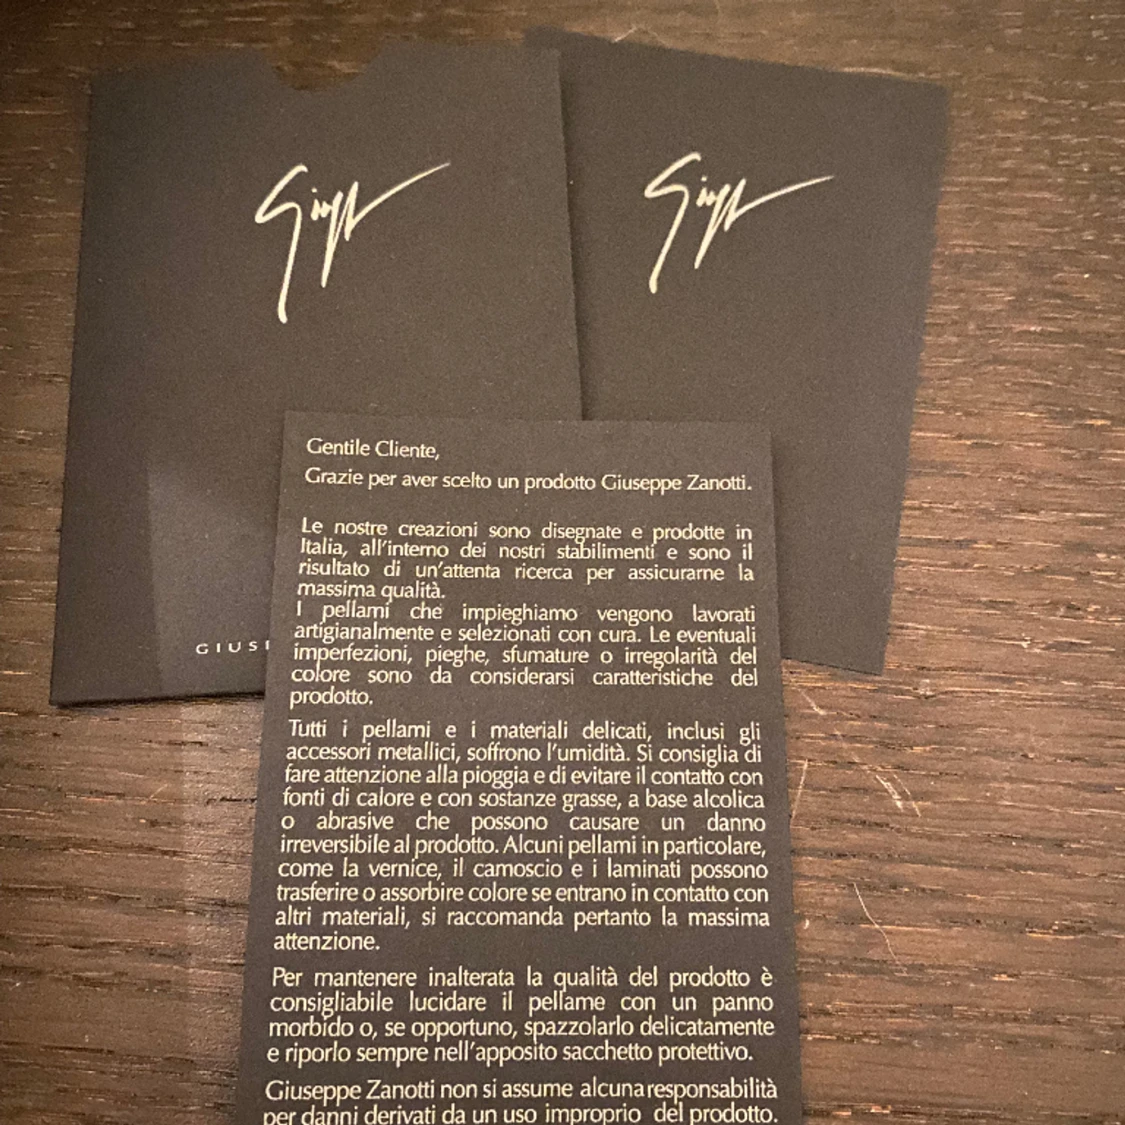 Giusp
Giusp
GIUSE
Gentile Cliente,
Grazie per aver scelto un prodotto Giuseppe Zanotti.
Le nostre creazioni sono disegnate e prodotte in
Italia, all'interno dei nostri stabilimenti e sono il
risultato di un'attenta ricerca per assicurarne la
massima qualità.
I pellami che impieghiamo vengono lavorati
artigianalmente e selezionati con cura. Le eventuali
imperfezioni, pieghe, sfumature o irregolarità del
colore sono da considerarsi caratteristiche del
prodotto.
Tutti i pellami e i materiali delicati, inclusi gli
accessori metallici, soffrono l'umidità. Si consiglia di
fare attenzione alla pioggia e di evitare il contatto con
fonti di calore e con sostanze grasse, a base alcolica
o abrasive che possono causare un danno
irreversibile al prodotto. Alcuni pellami in particolare,
come la vernice, il camoscio e i laminati possono
trasferire o assorbire colore se entrano in contatto con
altri materiali, si raccomanda pertanto la massima
attenzione.
Per mantenere inalterata la qualità del prodotto è
consigliabile lucidare il pellame con un panno
morbido o, se opportuno, spazzolarlo delicatamente
e riporlo sempre nell'apposito sacchetto protettivo.
Giuseppe Zanotti non si assume alcuna responsabilità
per danni derivati da un uso improprio del prodotto.